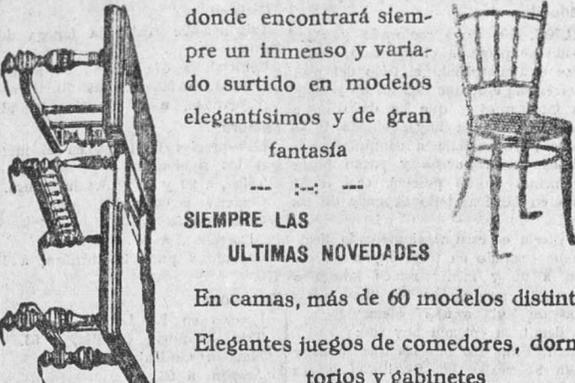 donde encontrará siem-
pre un inmenso y varia-
do surtido en modelos
elegantísimos y de gran
fantasía
--- :--: ---
SIEMPRE LAS
ULTIMAS NOVEDADES
En camas, más de 60 modelos distint
Elegantes juegos de comedores, dorm
torios y gabinetes